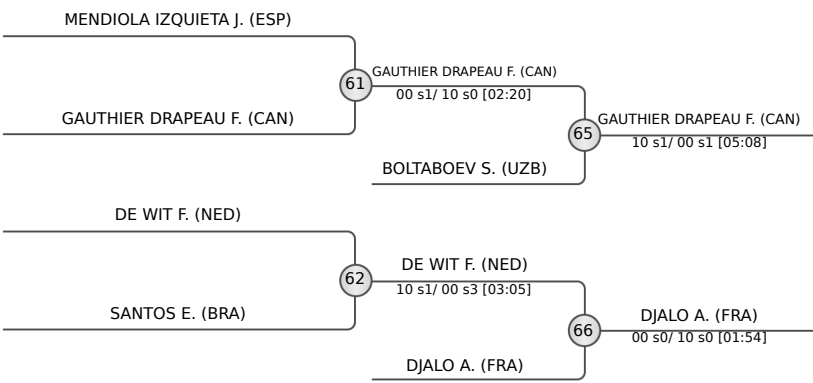 MENDIOLA IZQUIETA J. (ESP)
61
GAUTHIER DRAPEAU F. (CAN)
00 s1/ 10 s0 [02:20]
GAUTHIER DRAPEAU F. (CAN)
65
GAUTHIER DRAPEAU F. (CAN)
10 s1/ 00 s1 [05:08]
BOLTABOEV S. (UZB)
DE WIT F. (NED)
62
DE WIT F. (NED)
10 s1/ 00 s3 [03:05]
SANTOS E. (BRA)
66
DJALO A. (FRA)
00 s0/ 10 s0 [01:54]
DJALO A. (FRA)